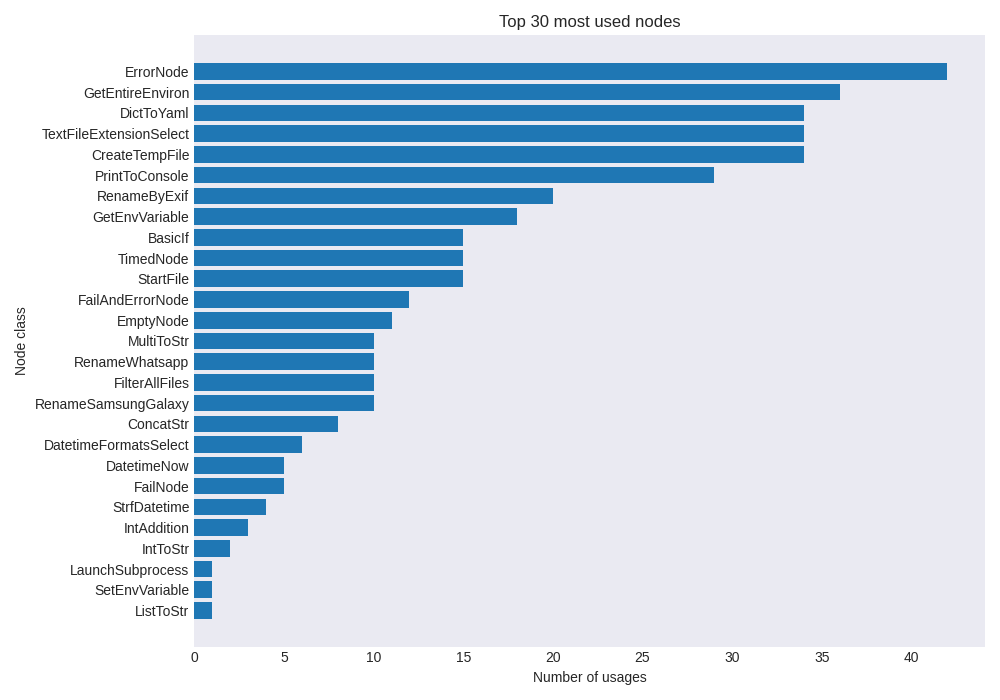 Top 30 most used nodes
Node class
ErrorNode
GetEntireEnviron
DictToYaml
TextFileExtensionSelect
CreateTempFile
PrintToConsole
RenameByExif
GetEnvVariable
BasicIf
TimedNode
StartFile
FailAndErrorNode
EmptyNode
MultiToStr
RenameWhatsapp
FilterAllFiles
RenameSamsungGalaxy
ConcatStr
DatetimeFormatsSelect
DatetimeNow
FailNode
StrfDatetime
IntAddition
IntToStr
LaunchSubprocess
SetEnvVariable
ListToStr
0 5 10 15 20 25 30 35 40
Number of usages